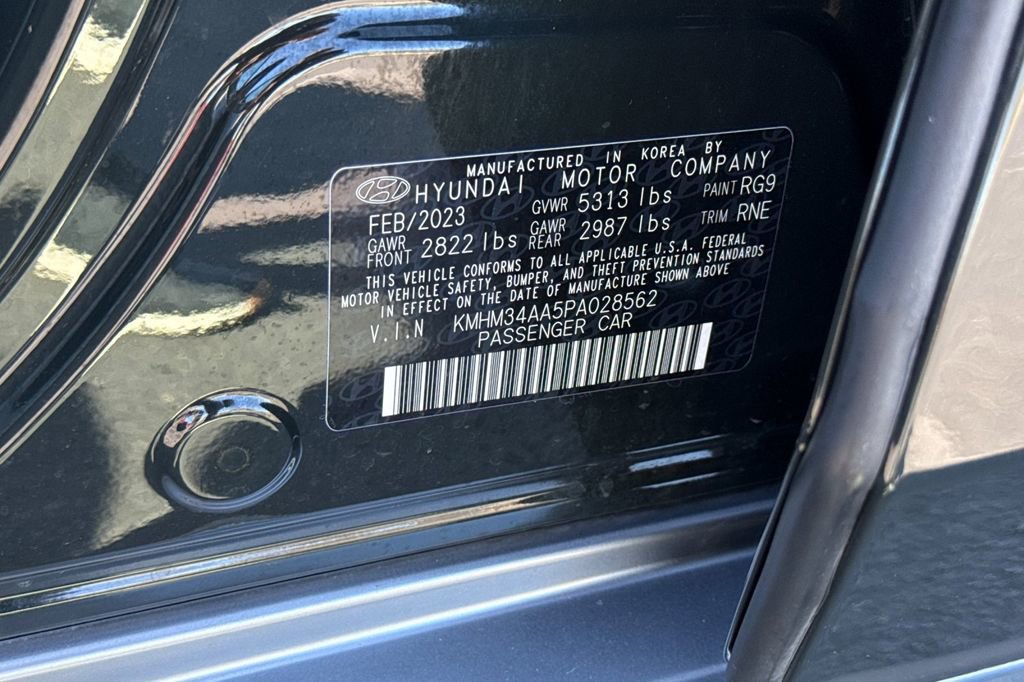 MANUFACTURED IN KOREA BY
HYUNDAI MOTOR COMPANY
FEB/2023 GVWR 5313 lbs PAINT RG9
GAWR FRONT 2822 lbs GAWR REAR 2987 lbs TRIM RNE
THIS VEHICLE CONFORMS TO ALL APPLICABLE U.S.A. FEDERAL
MOTOR VEHICLE SAFETY, BUMPER, AND THEFT PREVENTION STANDARDS
IN EFFECT ON THE DATE OF MANUFACTURE SHOWN ABOVE
V.I.N KMHM34AA5PA028562
PASSENGER CAR